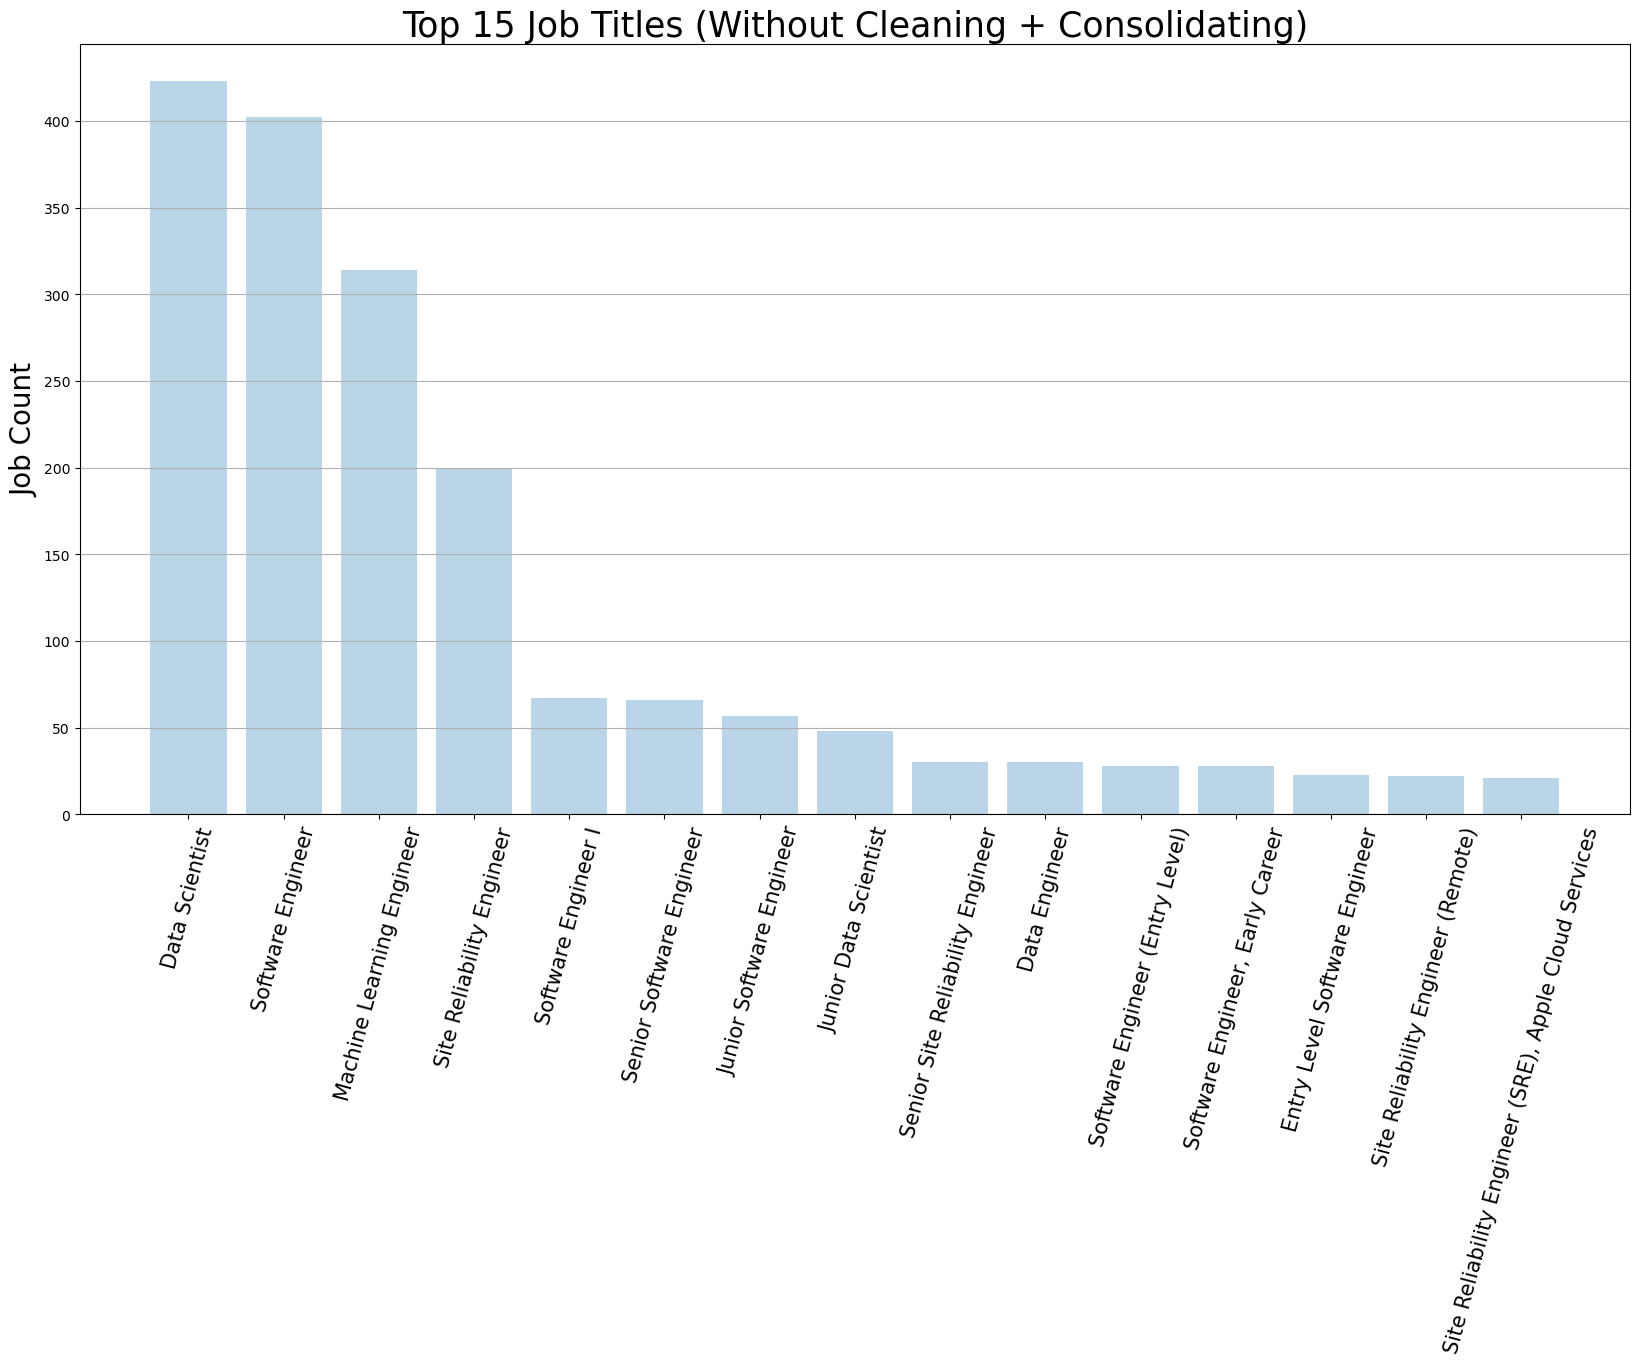 Top 15 Job Titles (Without Cleaning + Consolidating)
Job Count
400
350
300
250
200
150
100
50
0
Data Scientist
Software Engineer
Machine Learning Engineer
Site Reliability Engineer
Software Engineer I
Senior Software Engineer
Junior Software Engineer
Junior Data Scientist
Senior Site Reliability Engineer
Data Engineer
Software Engineer (Entry Level)
Software Engineer, Early Career
Entry Level Software Engineer
Site Reliability Engineer (Remote)
Site Reliability Engineer (SRE), Apple Cloud Services